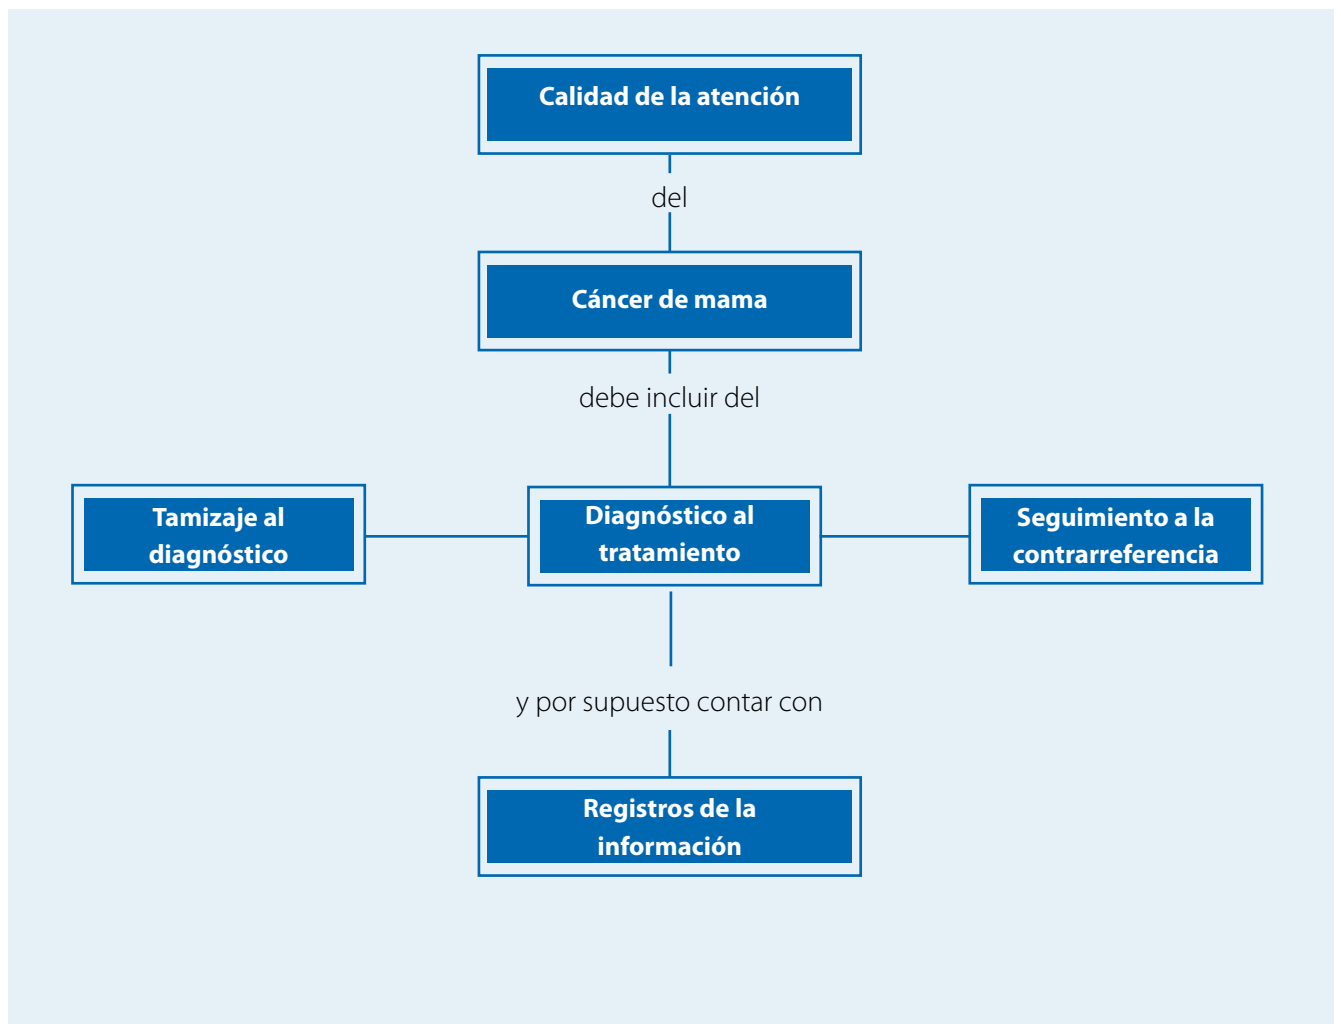 Calidad de la atención
del
Cáncer de mama
debe incluir del
Tamizaje al
diagnóstico
Diagnóstico al
tratamiento
Seguimiento a la
contrarreferencia
y por supuesto contar con
Registros de la
información